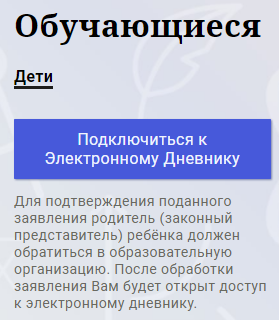 Обучающиеся
Дети
Подключиться к
Электронному Дневнику
Для подтверждения поданного
заявления родитель (законный
представитель) ребёнка должен
обратиться в образовательную
организацию. После обработки
заявления Вам будет открыт доступ
к электронному дневнику.